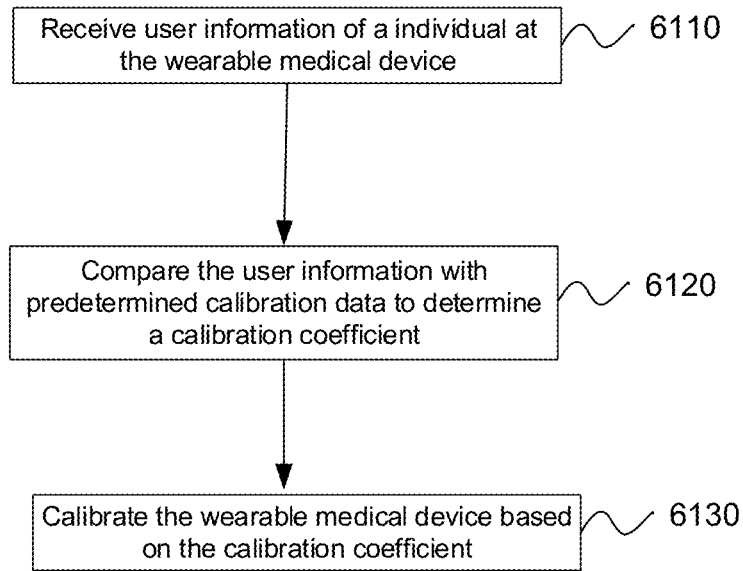 Receive user information of a individual at
the wearable medical device
6110
Compare the user information with
predetermined calibration data to determine
a calibration coefficient
6120
Calibrate the wearable medical device based
on the calibration coefficient
6130